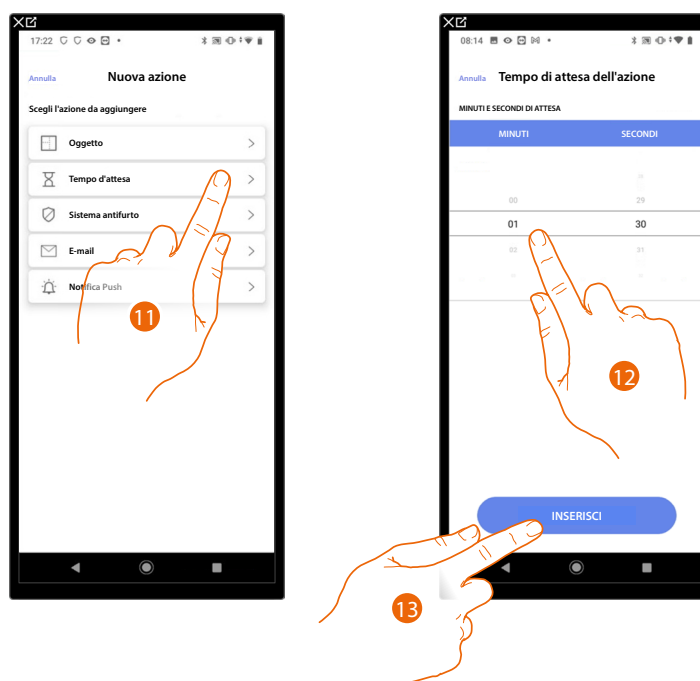 17:22
Annulla
Nuova azione
Scegli l'azione da aggiungere
Oggetto
Tempo d'attesa
Sistema antifurto
E-mail
Notifica Push
11
08:14
Annulla
Tempo di attesa dell'azione
MINUTI E SECONDI DI ATTESA
MINUTI SECONDI
00 29
01 30
02 31
12
INSERISCI
13